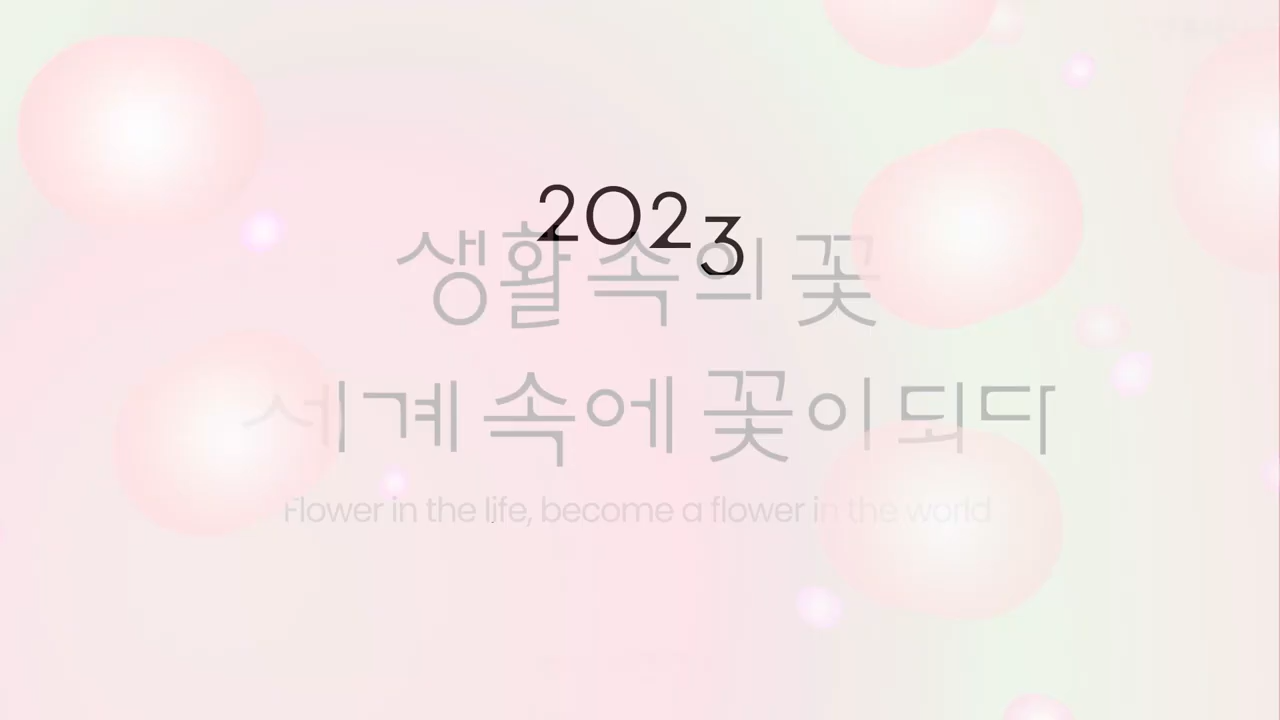 2023
생활 속의 꽃
세계 속에 꽃이 되다
Flower in the life, become a flower in the world